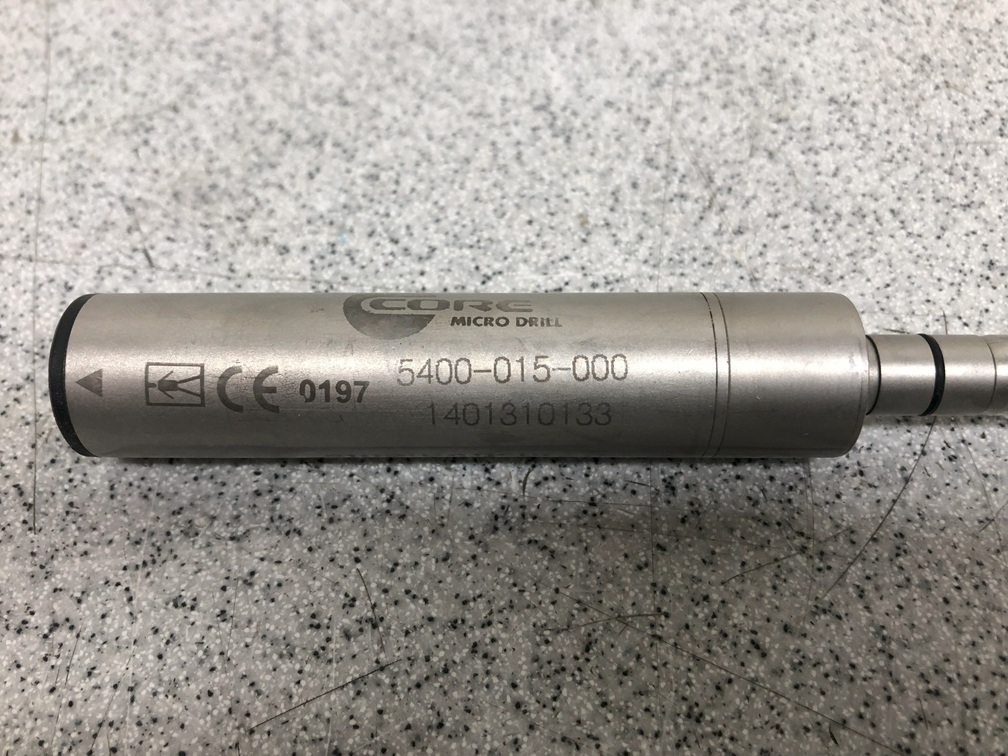 CORE
MICRO DRILL
5400-015-000
CE 0197
1401310133